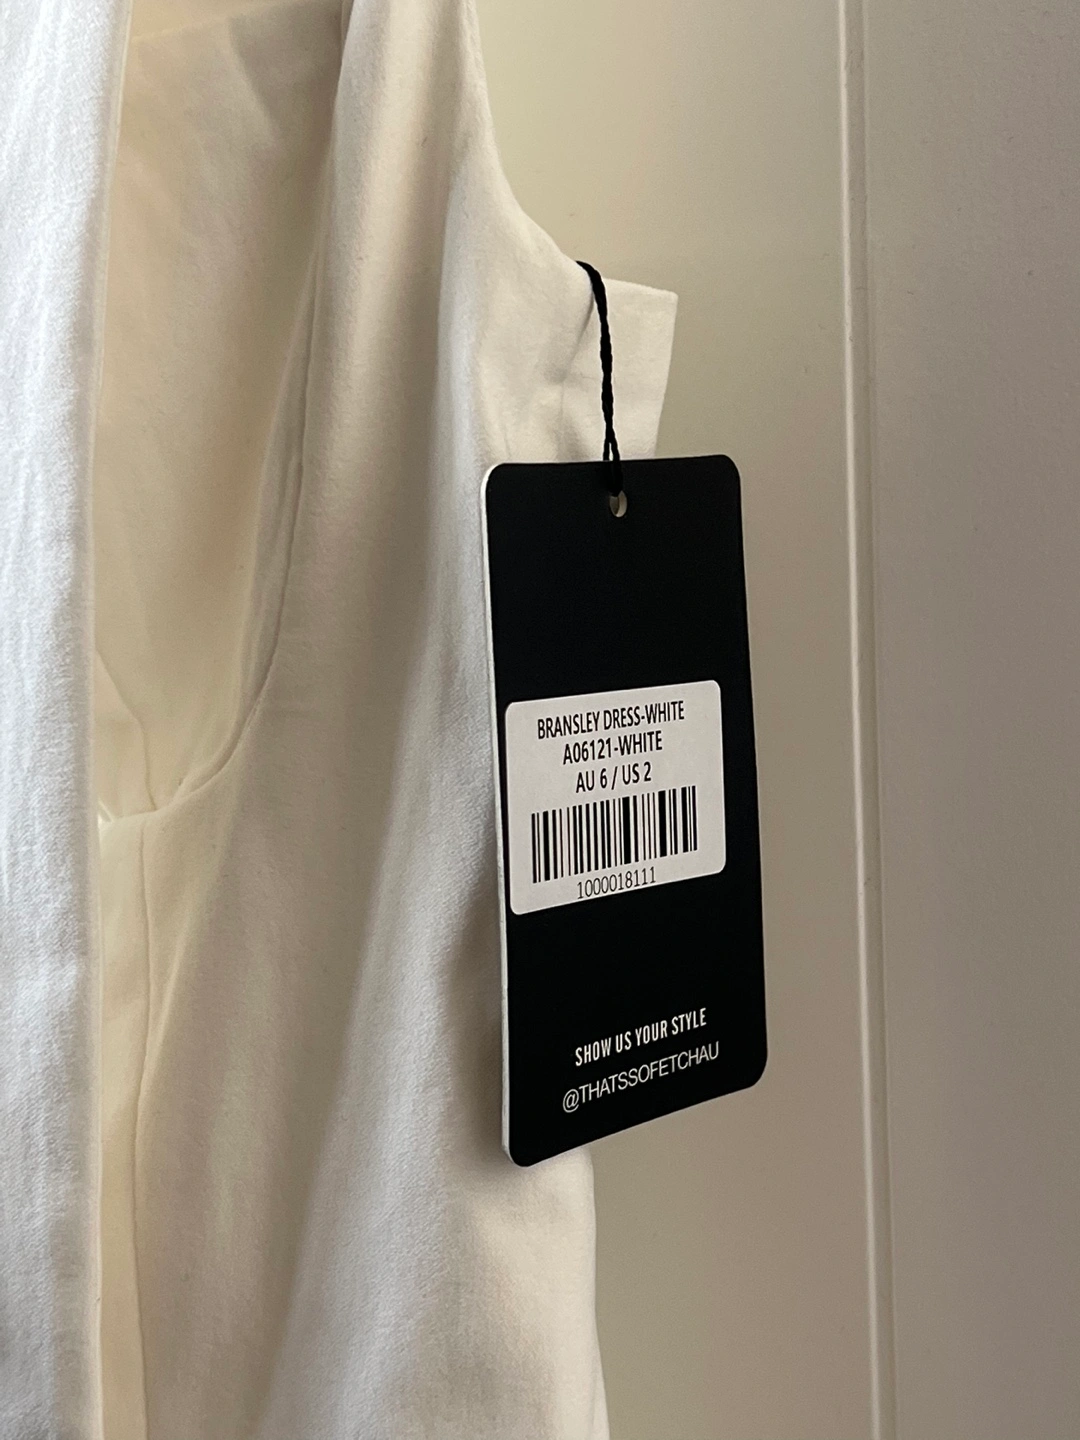 BRANSLEY DRESS-WHITE
A06121-WHITE
AU 6 / US 2
1000018111
SHOW US YOUR STYLE
@THATSSOFETCHAU